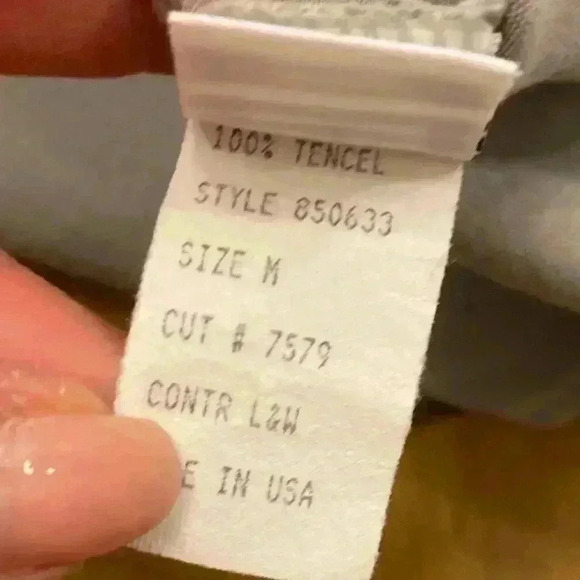 100% TENCEL
STYLE 850633
SIZE M
CUT # 7579
CONTR L&W
E IN USA